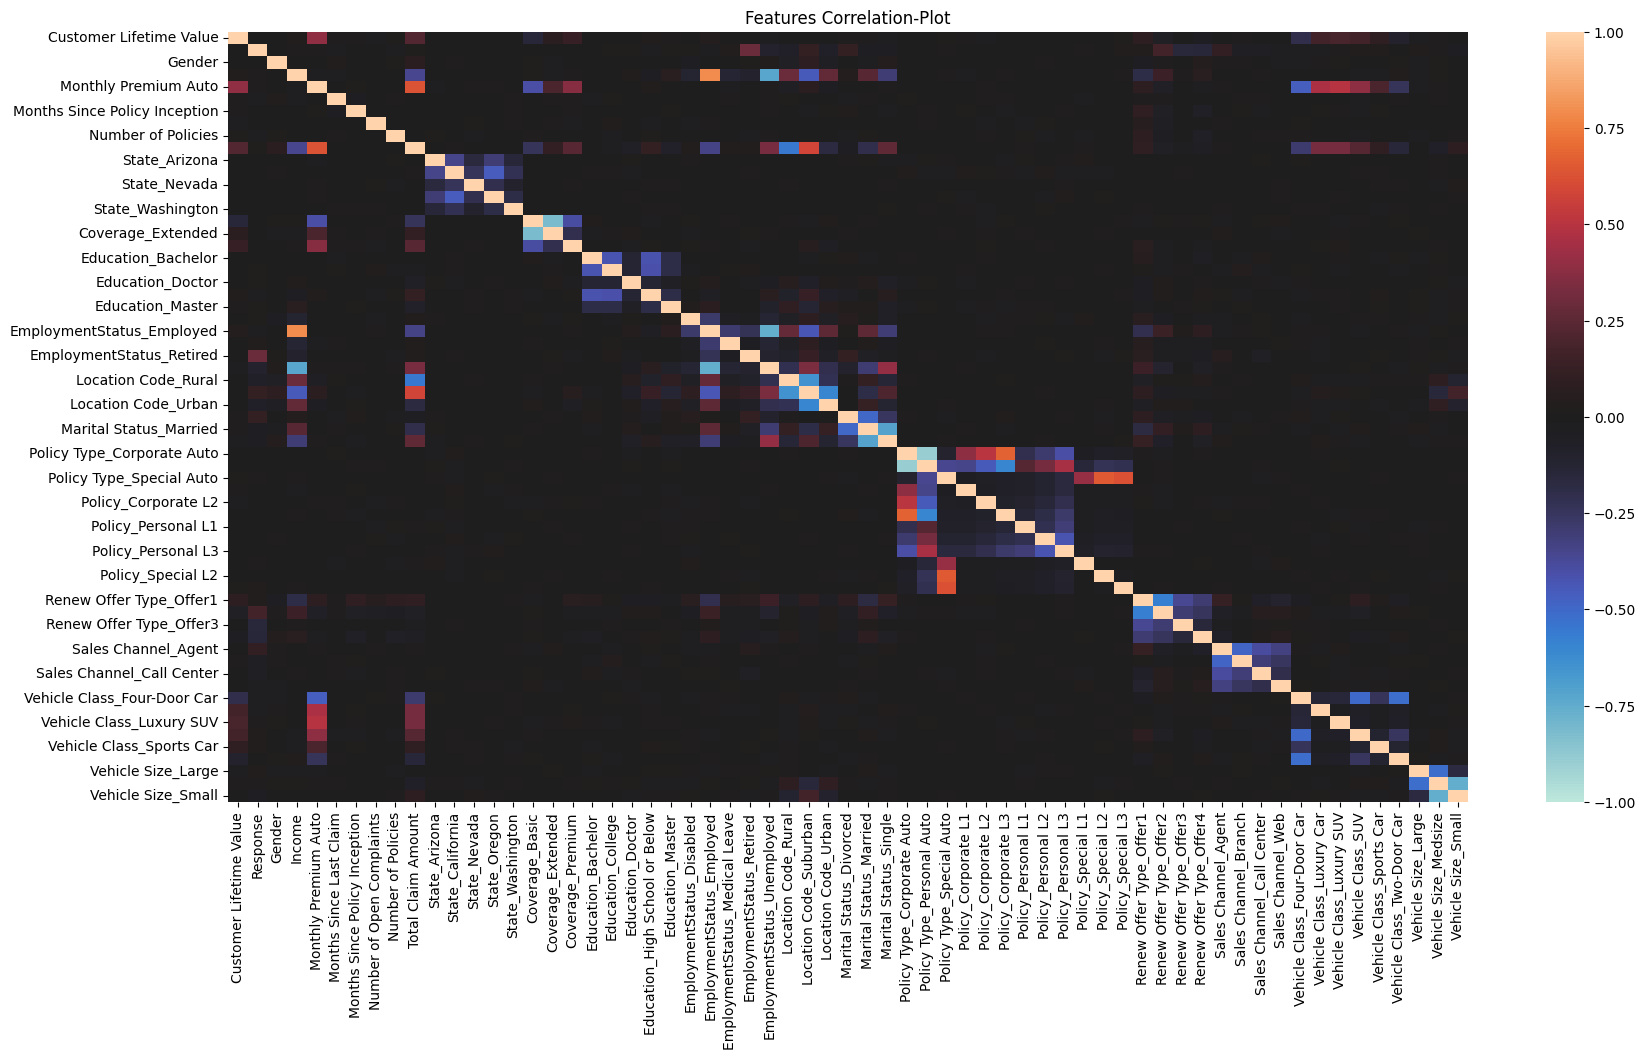 Features Correlation-Plot
Customer Lifetime Value
Gender
Monthly Premium Auto
Months Since Policy Inception
Number of Policies
State_Arizona
State_Nevada
State_Washington
Coverage_Extended
Education_Bachelor
Education_Doctor
Education_Master
EmploymentStatus_Employed
EmploymentStatus_Retired
Location Code_Rural
Location Code_Urban
Marital Status_Married
Policy Type_Corporate Auto
Policy Type_Special Auto
Policy_Corporate L2
Policy_Personal L1
Policy_Personal L3
Policy_Special L2
Renew Offer Type_Offer1
Renew Offer Type_Offer3
Sales Channel_Agent
Sales Channel_Call Center
Vehicle Class_Four-Door Car
Vehicle Class_Luxury SUV
Vehicle Class_Sports Car
Vehicle Size_Large
Vehicle Size_Small
Customer Lifetime Value
Response
Gender
Income
Monthly Premium Auto
Months Since Last Claim
Months Since Policy Inception
Number of Open Complaints
Number of Policies
Total Claim Amount
State_Arizona
State_California
State_Nevada
State_Oregon
State_Washington
Coverage_Basic
Coverage_Extended
Coverage_Premium
Education_Bachelor
Education_College
Education_Doctor
Education_High School or Below
Education_Master
EmploymentStatus_Disabled
EmploymentStatus_Employed
EmploymentStatus_Medical Leave
EmploymentStatus_Retired
EmploymentStatus_Unemployed
Location Code_Rural
Location Code_Suburban
Location Code_Urban
Marital Status_Divorced
Marital Status_Married
Marital Status_Single
Policy Type_Corporate Auto
Policy Type_Personal Auto
Policy Type_Special Auto
Policy_Corporate L1
Policy_Corporate L2
Policy_Corporate L3
Policy_Personal L1
Policy_Personal L2
Policy_Personal L3
Policy_Special L1
Policy_Special L2
Policy_Special L3
Renew Offer Type_Offer1
Renew Offer Type_Offer2
Renew Offer Type_Offer3
Renew Offer Type_Offer4
Sales Channel_Agent
Sales Channel_Branch
Sales Channel_Call Center
Sales Channel_Web
Vehicle Class_Four-Door Car
Vehicle Class_Luxury Car
Vehicle Class_Luxury SUV
Vehicle Class_SUV
Vehicle Class_Sports Car
Vehicle Class_Two-Door Car
Vehicle Size_Large
Vehicle Size_Medsize
Vehicle Size_Small
1.00
0.75
0.50
0.25
0.00
−0.25
−0.50
−0.75
−1.00